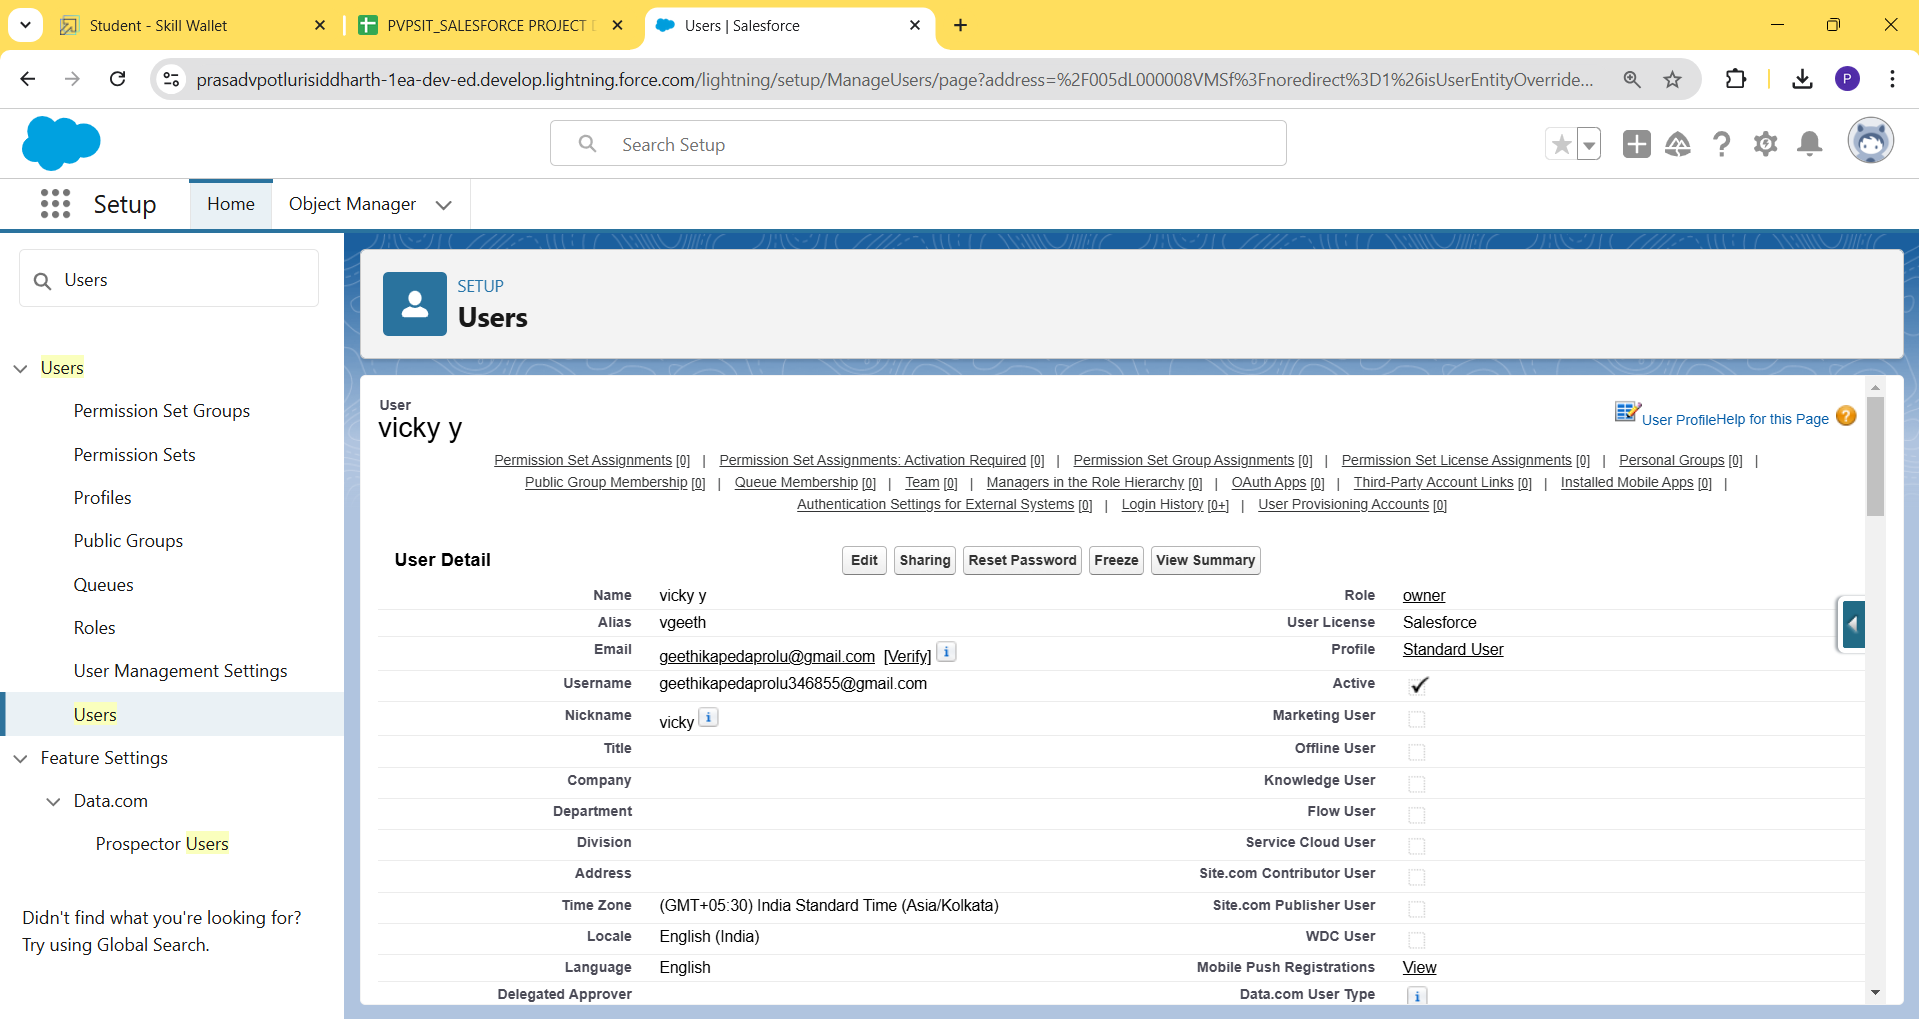 Student - Skill Wallet
PVPSIT_SALESFORCE PROJECT
Users | Salesforce
prasadvpotlurisiddharth-1ea-dev-ed.develop.lightning.force.com/lightning/setup/ManageUsers/page?address=%2F005dL000008VMSf%3Fnoredirect%3D1%26isUserEntityOverride...
P
Search Setup
Setup
Home
Object Manager
Users
Users
Permission Set Groups
Permission Sets
Profiles
Public Groups
Queues
Roles
User Management Settings
Users
Feature Settings
Data.com
Prospector Users
Didn't find what you're looking for?
Try using Global Search.
SETUP
Users
User
vicky y
User Profile Help for this Page ?
Permission Set Assignments [0] | Permission Set Assignments: Activation Required [0] | Permission Set Group Assignments [0] | Permission Set License Assignments [0] | Personal Groups [0] |
Public Group Membership [0] | Queue Membership [0] | Team [0] | Managers in the Role Hierarchy [0] | OAuth Apps [0] | Third-Party Account Links [0] | Installed Mobile Apps [0] |
Authentication Settings for External Systems [0] | Login History [0+] | User Provisioning Accounts [0]
User Detail
Edit Sharing Reset Password Freeze View Summary
Name vicky y Role owner
Alias vgeeth User License Salesforce
Email geethikapedaprolu@gmail.com [Verify] i Profile Standard User
Username geethikapedaprolu346855@gmail.com Active
Nickname vicky i Marketing User
Title Offline User
Company Knowledge User
Department Flow User
Division Service Cloud User
Address Site.com Contributor User
Time Zone (GMT+05:30) India Standard Time (Asia/Kolkata) Site.com Publisher User
Locale English (India) WDC User
Language English Mobile Push Registrations View
Delegated Approver Data.com User Type i